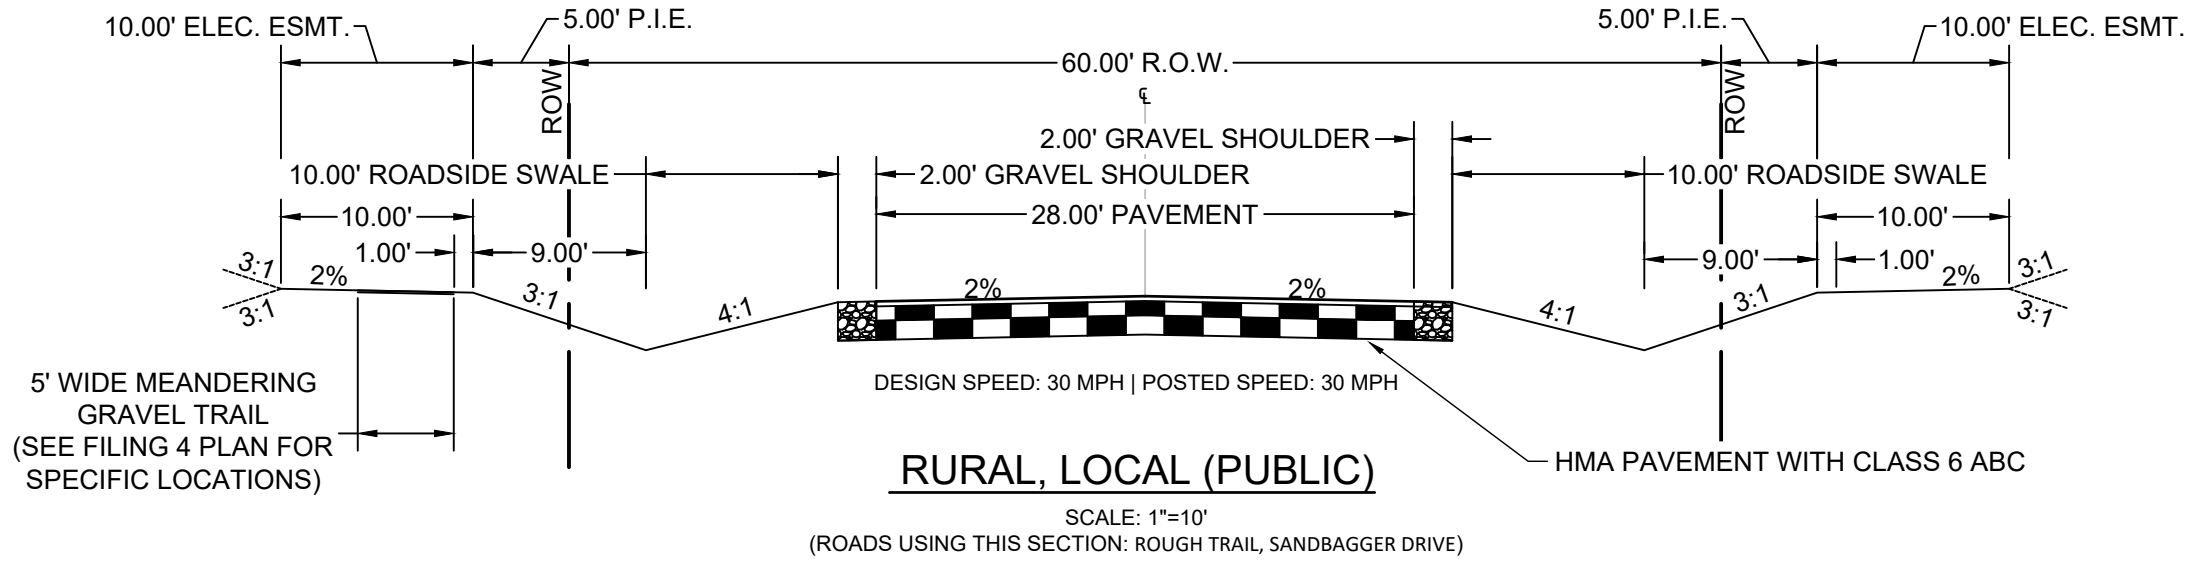 10.00' ELEC. ESMT.
5.00' P.I.E.
5.00' P.I.E.
10.00' ELEC. ESMT.
60.00' R.O.W.
ROW
℄
ROW
2.00' GRAVEL SHOULDER
10.00' ROADSIDE SWALE
2.00' GRAVEL SHOULDER
10.00' ROADSIDE SWALE
10.00'
28.00' PAVEMENT
10.00'
1.00'
9.00'
9.00'
1.00'
3:1
2%
3:1
3:1
4:1
2%
2%
4:1
3:1
2%
3:1
3:1
5' WIDE MEANDERING
GRAVEL TRAIL
(SEE FILING 4 PLAN FOR
SPECIFIC LOCATIONS)
DESIGN SPEED: 30 MPH | POSTED SPEED: 30 MPH
HMA PAVEMENT WITH CLASS 6 ABC
RURAL, LOCAL (PUBLIC)
SCALE: 1"=10'
(ROADS USING THIS SECTION: ROUGH TRAIL, SANDBAGGER DRIVE)